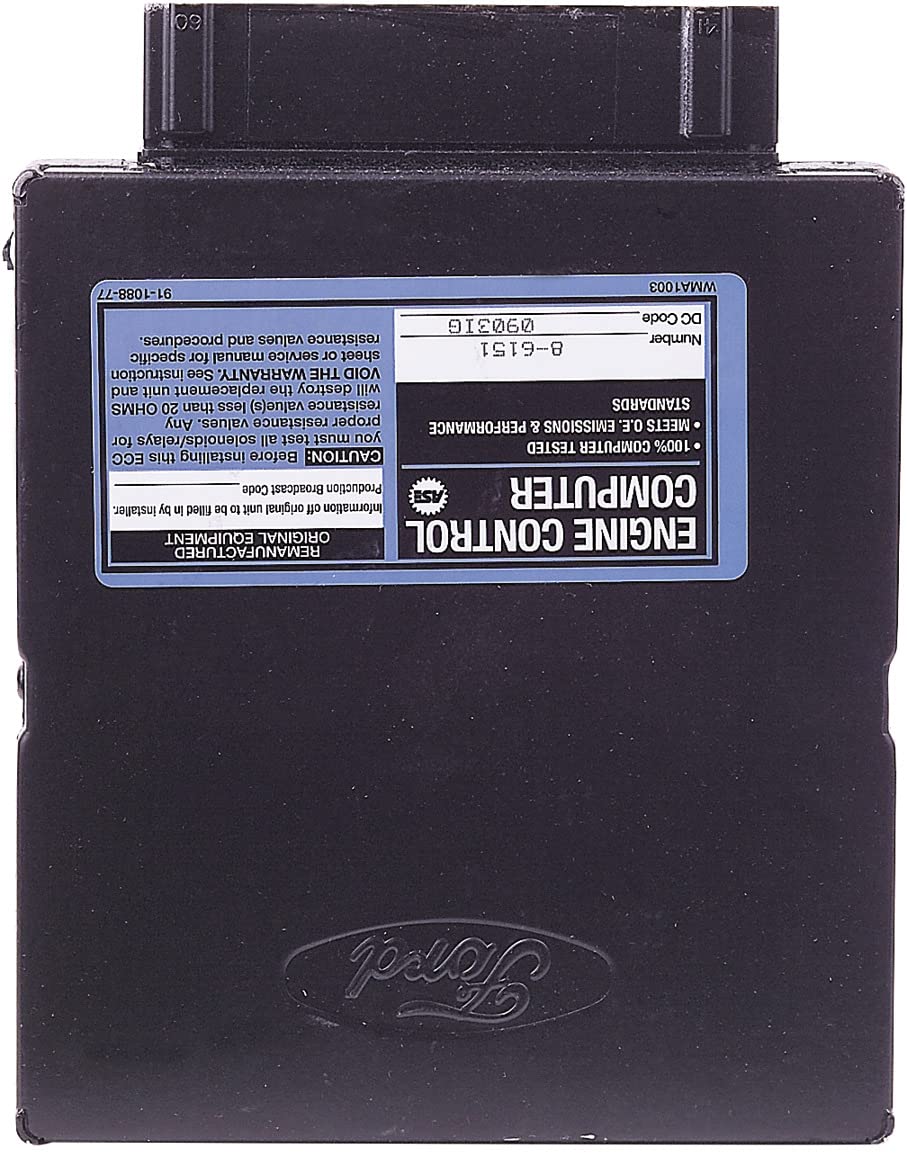 Ford
ENGINE CONTROL
COMPUTER
ASE
• 100% COMPUTER TESTED
• MEETS O.E. EMISSIONS & PERFORMANCE
STANDARDS
Number
8-6151
DC Code
0903IG
WMA1003
REMANUFACTURED
ORIGINAL EQUIPMENT
Information off original unit to be filled in by installer.
Production Broadcast Code
CAUTION: Before installing this ECC
you must test all solenoids/relays for
proper resistance values. Any
resistance value(s) less than 20 OHMS
will destroy the replacement unit and
VOID THE WARRANTY. See instruction
sheet or service manual for specific
resistance values and procedures.
91-1088-77
41
60